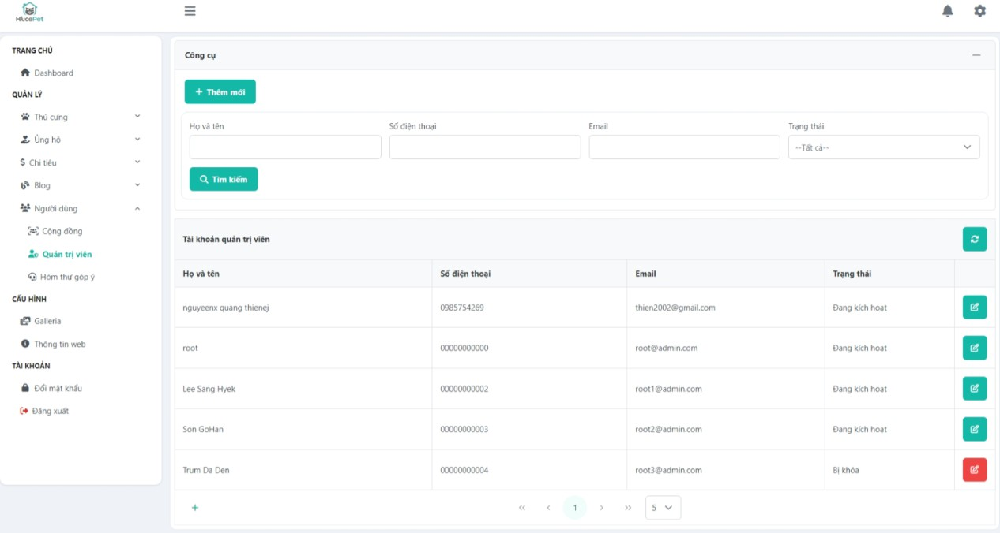 HucePet
TRANG CHỦ
Dashboard
QUẢN LÝ
Thú cưng
Ủng hộ
Chi tiêu
Blog
Người dùng
Cộng đồng
Quản trị viên
Hòm thư góp ý
CẤU HÌNH
Galleria
Thông tin web
TÀI KHOẢN
Đổi mật khẩu
Đăng xuất
Công cụ
+ Thêm mới
Họ và tên Số điện thoại Email Trạng thái
--Tất cả--
Tìm kiếm
Tài khoản quản trị viên
Họ và tên Số điện thoại Email Trạng thái
nguyeenx quang thienej 0985754269 thien2002@gmail.com Đang kích hoạt
root 00000000000 root@admin.com Đang kích hoạt
Lee Sang Hyek 00000000002 root1@admin.com Đang kích hoạt
Son GoHan 00000000003 root2@admin.com Đang kích hoạt
Trum Da Den 00000000004 root3@admin.com Bị khóa
+ « ‹ 1 › » 5